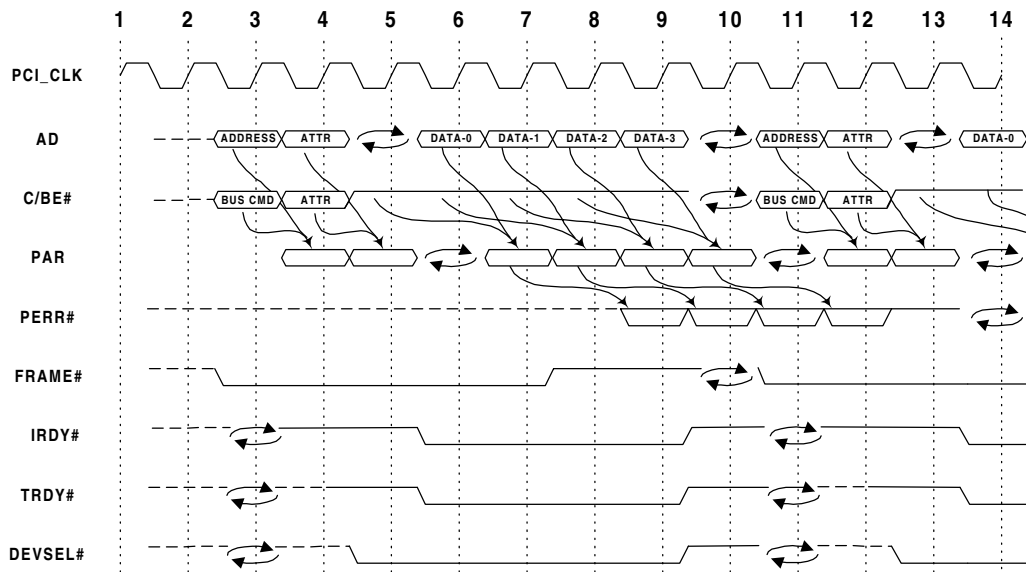 1 2 3 4 5 6 7 8 9 10 11 12 13 14
PCI_CLK
AD ADDRESS ATTR DATA-0 DATA-1 DATA-2 DATA-3 ADDRESS ATTR DATA-0
C/BE# BUS CMD ATTR BUS CMD ATTR
PAR
PERR#
FRAME#
IRDY#
TRDY#
DEVSEL#